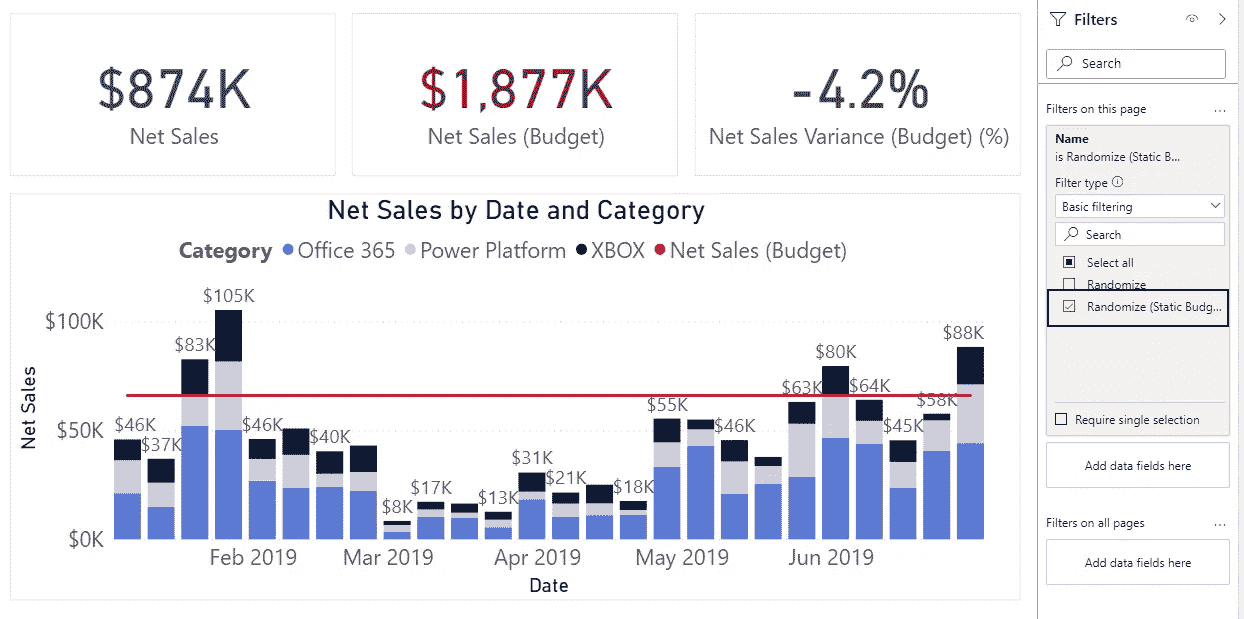 $874K
Net Sales
$1,877K
Net Sales (Budget)
-4.2%
Net Sales Variance (Budget) (%)
Net Sales by Date and Category
Category Office 365 Power Platform XBOX Net Sales (Budget)
Net Sales
$100K
$50K
$0K
$46K
$37K
$83K
$105K
$46K
$40K
$8K
$17K
$13K
$31K
$21K
$18K
$55K
$46K
$63K
$80K
$64K
$45K
$58K
$88K
Feb 2019 Mar 2019 Apr 2019 May 2019 Jun 2019
Date
Filters
Search
Filters on this page ...
Name
is Randomize (Static B...
Filter type
Basic filtering
Search
Select all
Randomize
Randomize (Static Budg...
Require single selection
Add data fields here
Filters on all pages ...
Add data fields here